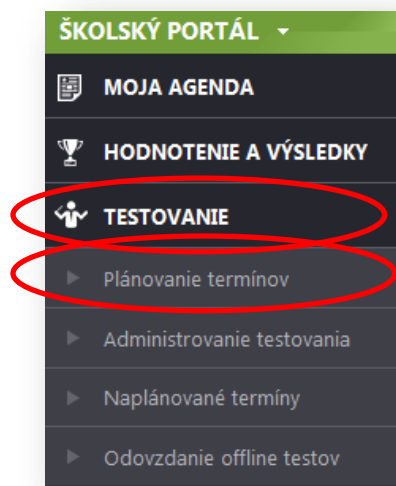 ŠKOLSKÝ PORTÁL
MOJA AGENDA
HODNOTENIE A VÝSLEDKY
TESTOVANIE
Plánovanie termínov
Administrovanie testovania
Naplánované termíny
Odovzdanie offline testov